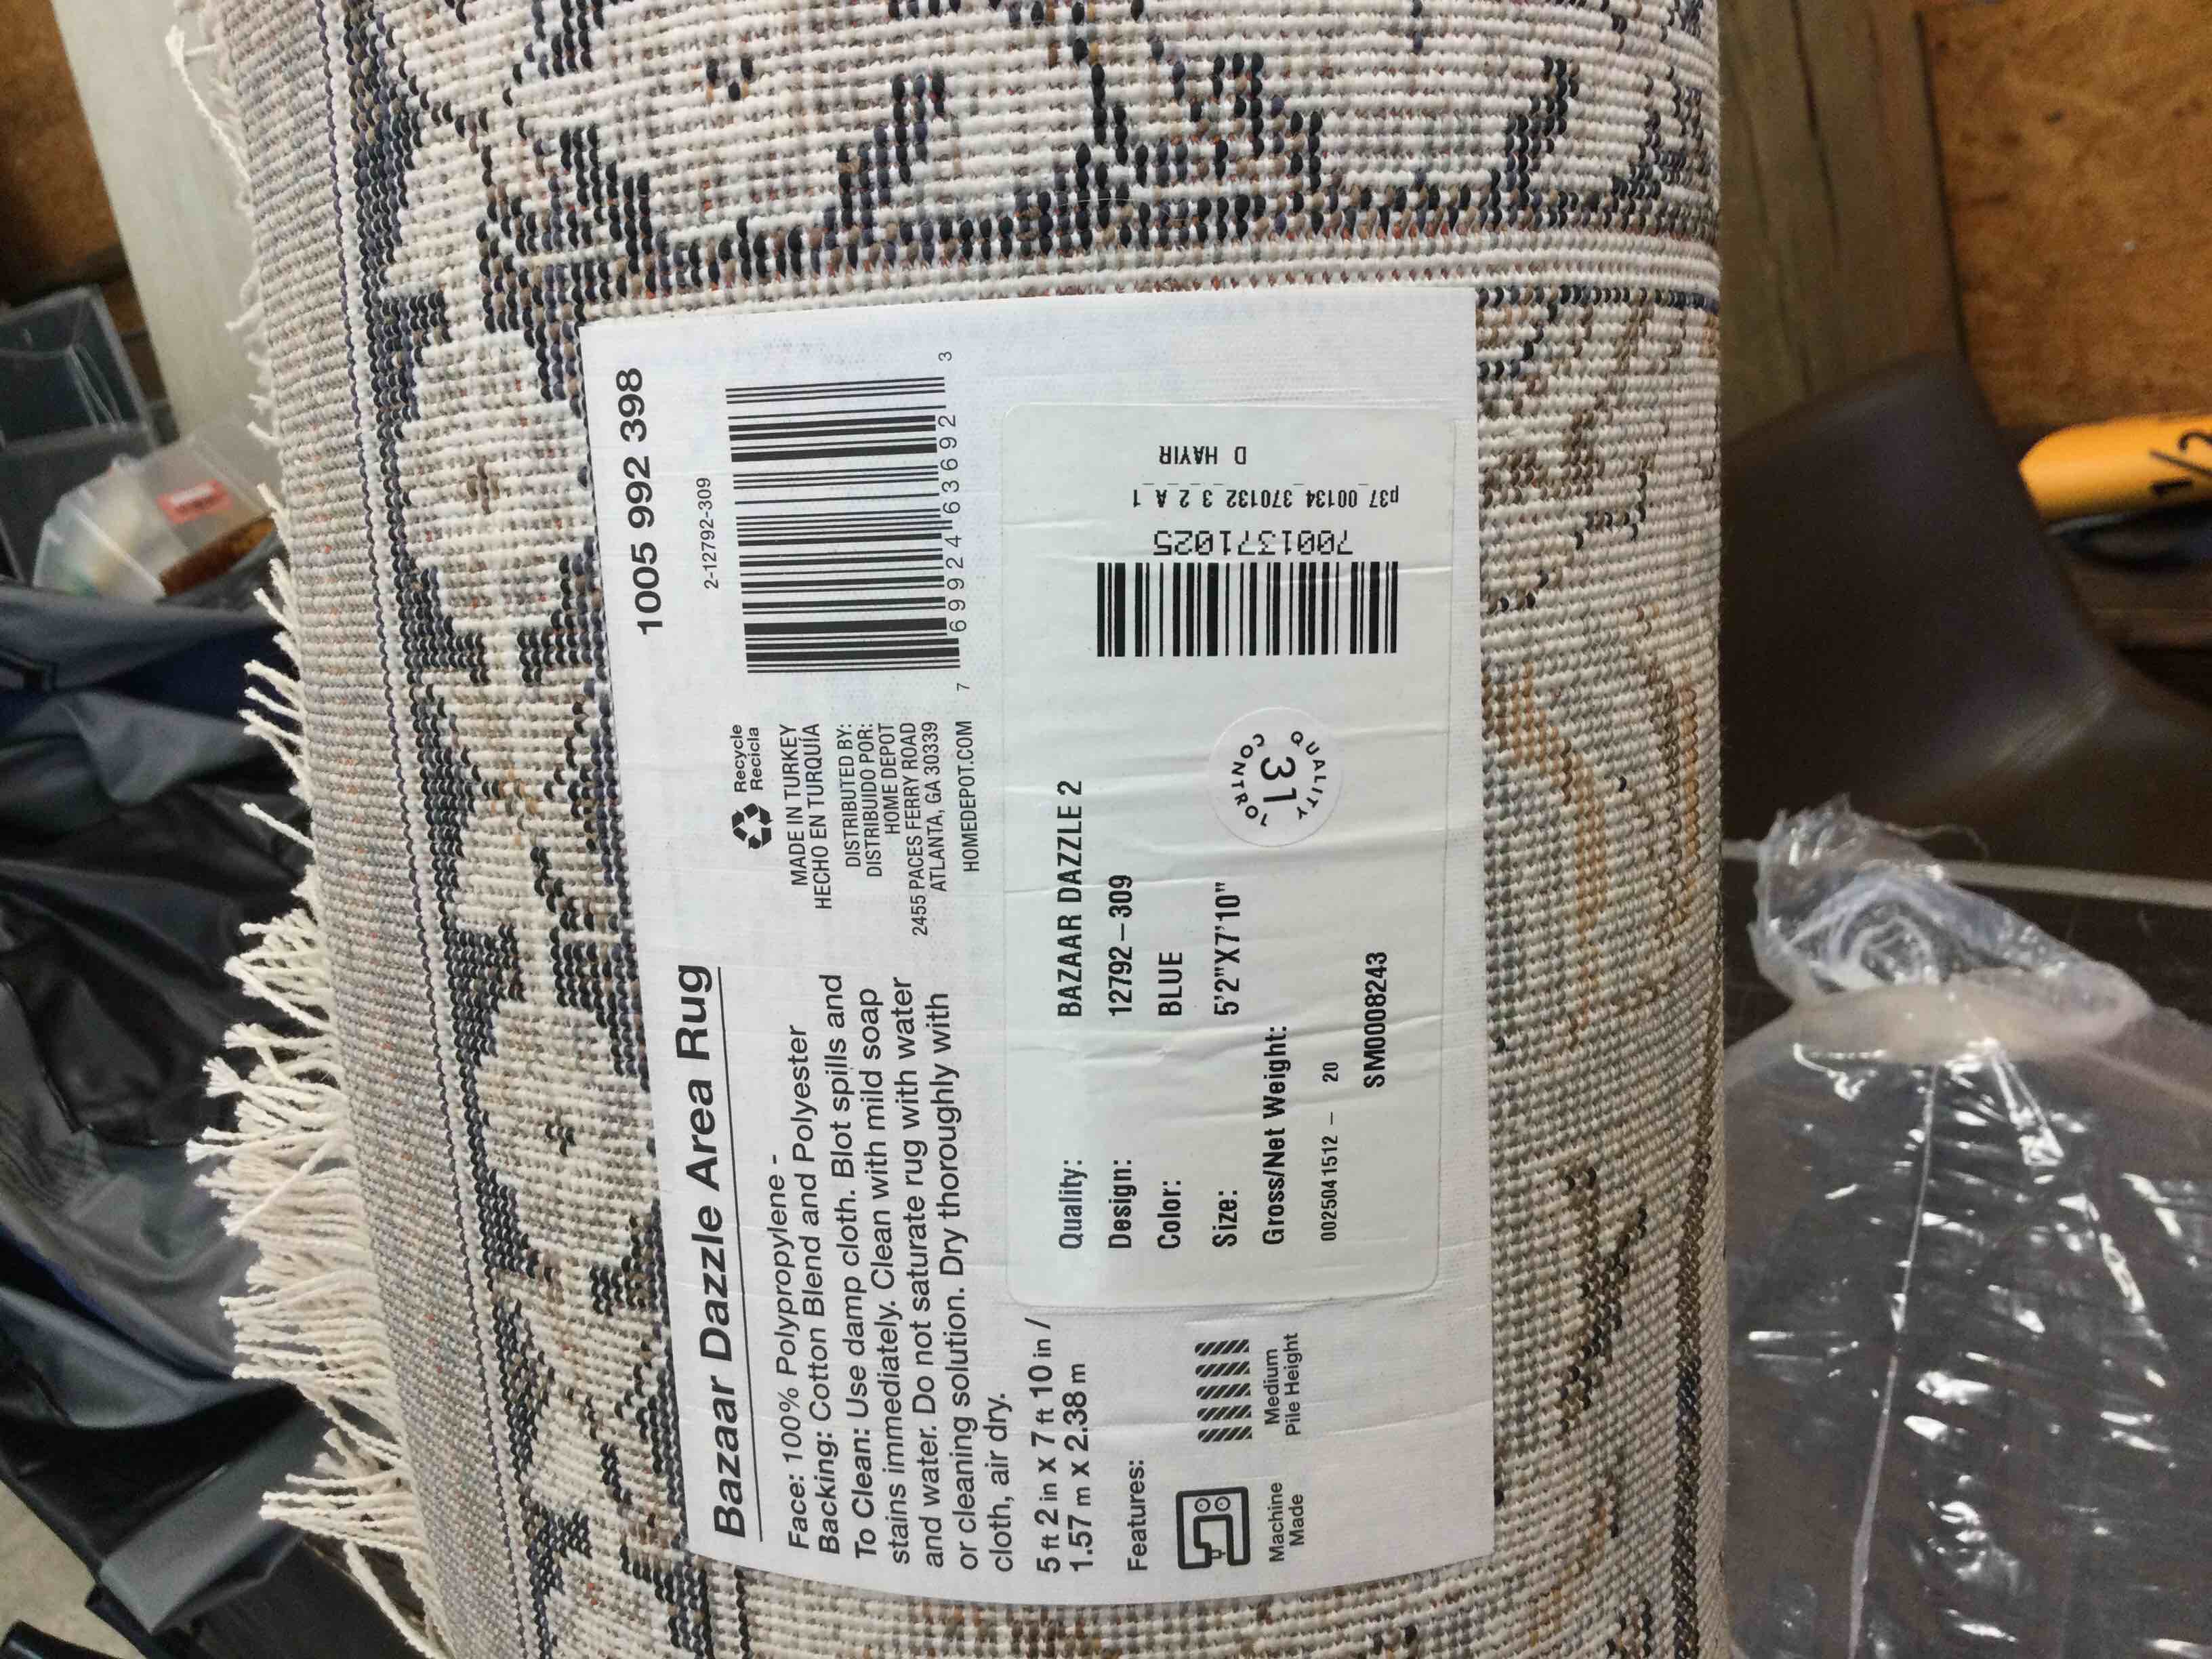 1005 992 398
2-12792-309
7 69924 63692 3
Bazaar Dazzle Area Rug
Face: 100% Polypropylene -
Backing: Cotton Blend and Polyester
To Clean: Use damp cloth. Blot spills and
stains immediately. Clean with mild soap
and water. Do not saturate rug with water
or cleaning solution. Dry thoroughly with
cloth, air dry.
5 ft 2 in x 7 ft 10 in /
1.57 m x 2.38 m
Features:
Machine
Made
Medium
Pile Height
Recycle
Recicla
MADE IN TURKEY
HECHO EN TURQUÍA
DISTRIBUTED BY:
DISTRIBUIDO POR:
HOME DEPOT
2455 PACES FERRY ROAD
ATLANTA, GA 30339
HOMEDEPOT.COM
Quality: BAZAAR DAZZLE 2
Design: 12792-309
Color: BLUE
Size: 5'2"X7'10"
Gross/Net Weight:
0025041512 - 20
SM0008243
QUALITY CONTROL
31
7001371025
p37_00134_370132_3_2_A_1
D HAYIR
1/2